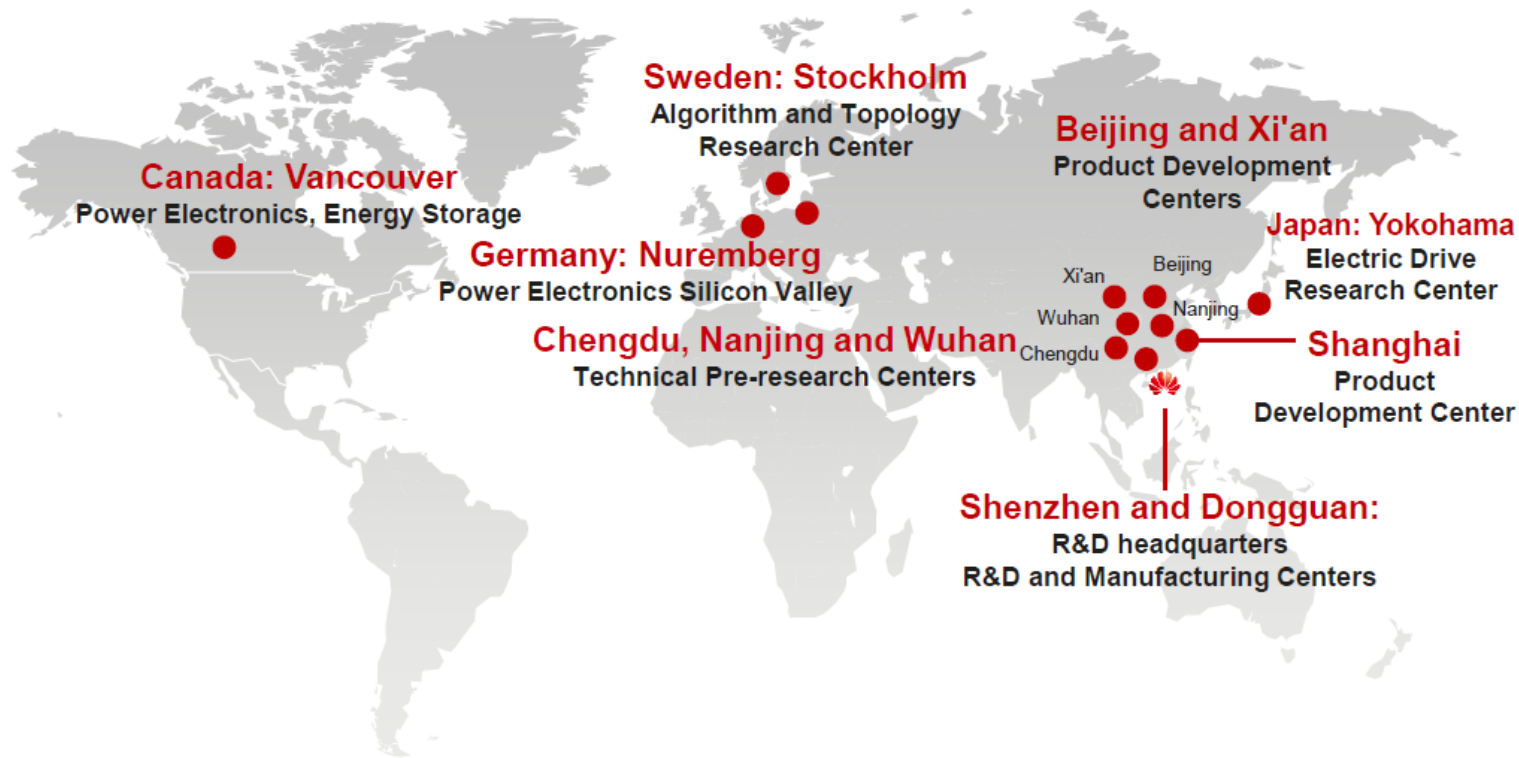 Sweden: Stockholm
Algorithm and Topology
Research Center
Beijing and Xi'an
Product Development
Centers
Canada: Vancouver
Power Electronics, Energy Storage
Japan: Yokohama
Electric Drive
Research Center
Germany: Nuremberg
Power Electronics Silicon Valley
Xi'an
Beijing
Wuhan
Nanjing
Chengdu
Chengdu, Nanjing and Wuhan
Technical Pre-research Centers
Shanghai
Product
Development Center
Shenzhen and Dongguan:
R&D headquarters
R&D and Manufacturing Centers